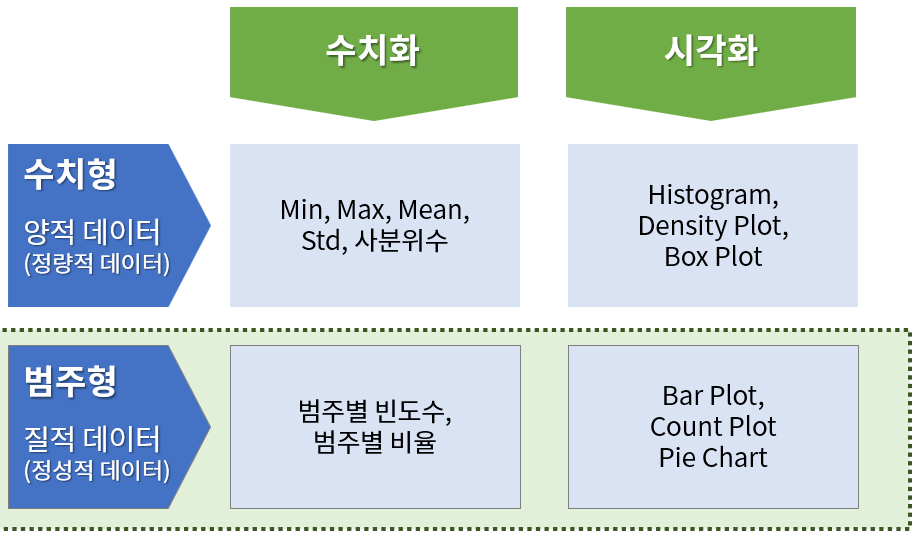 수치화
시각화
수치형
양적 데이터
(정량적 데이터)
Min, Max, Mean,
Std, 사분위수
Histogram,
Density Plot,
Box Plot
범주형
질적 데이터
(정성적 데이터)
범주별 빈도수,
범주별 비율
Bar Plot,
Count Plot
Pie Chart